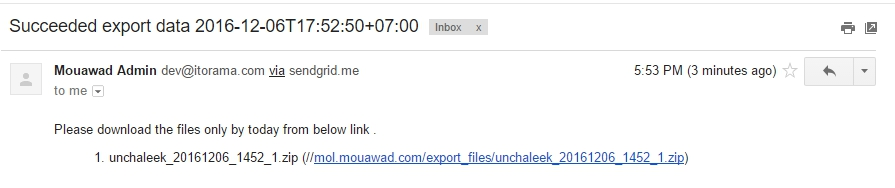 Succeeded export data 2016-12-06T17:52:50+07:00 Inbox x
Mouawad Admin dev@itorama.com via sendgrid.me 5:53 PM (3 minutes ago)
to me
Please download the files only by today from below link .
1. unchaleek_20161206_1452_1.zip (//mol.mouawad.com/export_files/unchaleek_20161206_1452_1.zip)